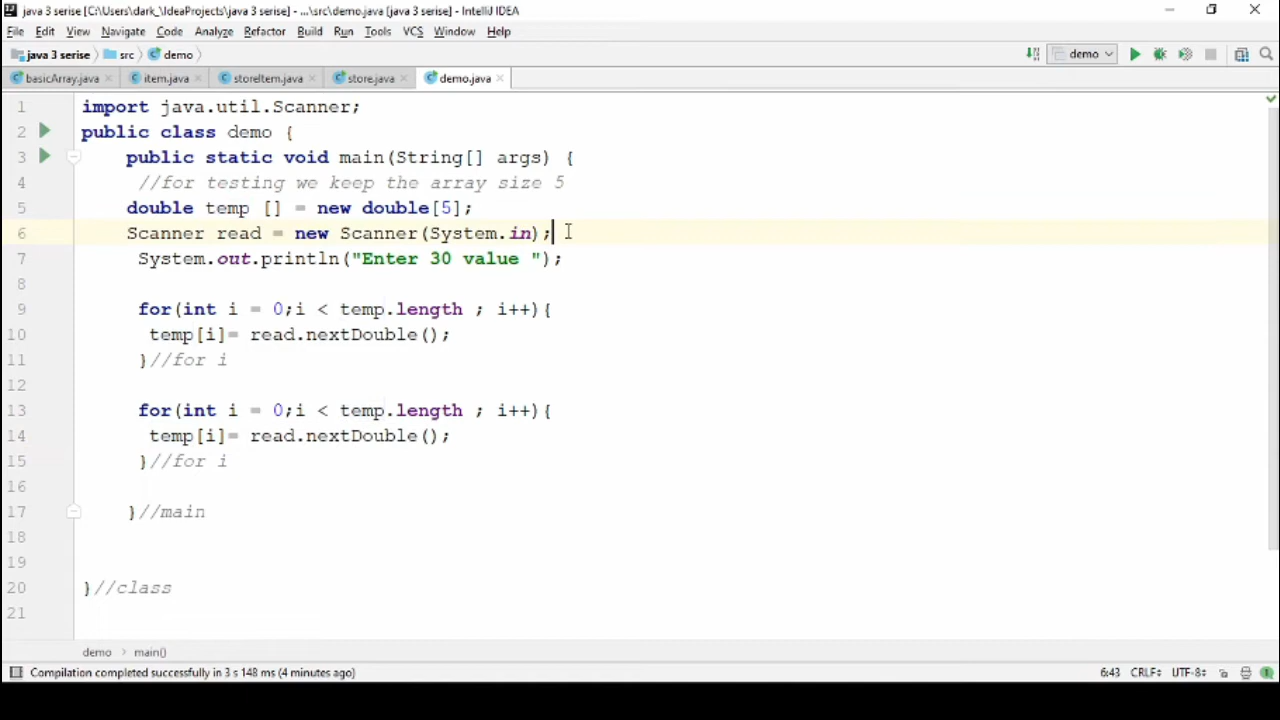 java 3 serise [C:\Users\dark_\IdeaProjects\java 3 serise] - ...\src\demo.java [java 3 serise] - IntelliJ IDEA
File Edit View Navigate Code Analyze Refactor Build Run Tools VCS Window Help
java 3 serise src demo demo
basicArray.java item.java storeItem.java store.java demo.java
1 import java.util.Scanner;
2 public class demo {
3 public static void main(String[] args) {
4 //for testing we keep the array size 5
5 double temp [] = new double[5];
6 Scanner read = new Scanner(System.in);
7 System.out.println("Enter 30 value ");
8
9 for(int i = 0;i < temp.length ; i++){
10 temp[i]= read.nextDouble();
11 }//for i
12
13 for(int i = 0;i < temp.length ; i++){
14 temp[i]= read.nextDouble();
15 }//for i
16
17 }//main
18
19
20 }//class
21
demo main()
Compilation completed successfully in 3 s 148 ms (4 minutes ago) 6:43 CRLF UTF-8 1